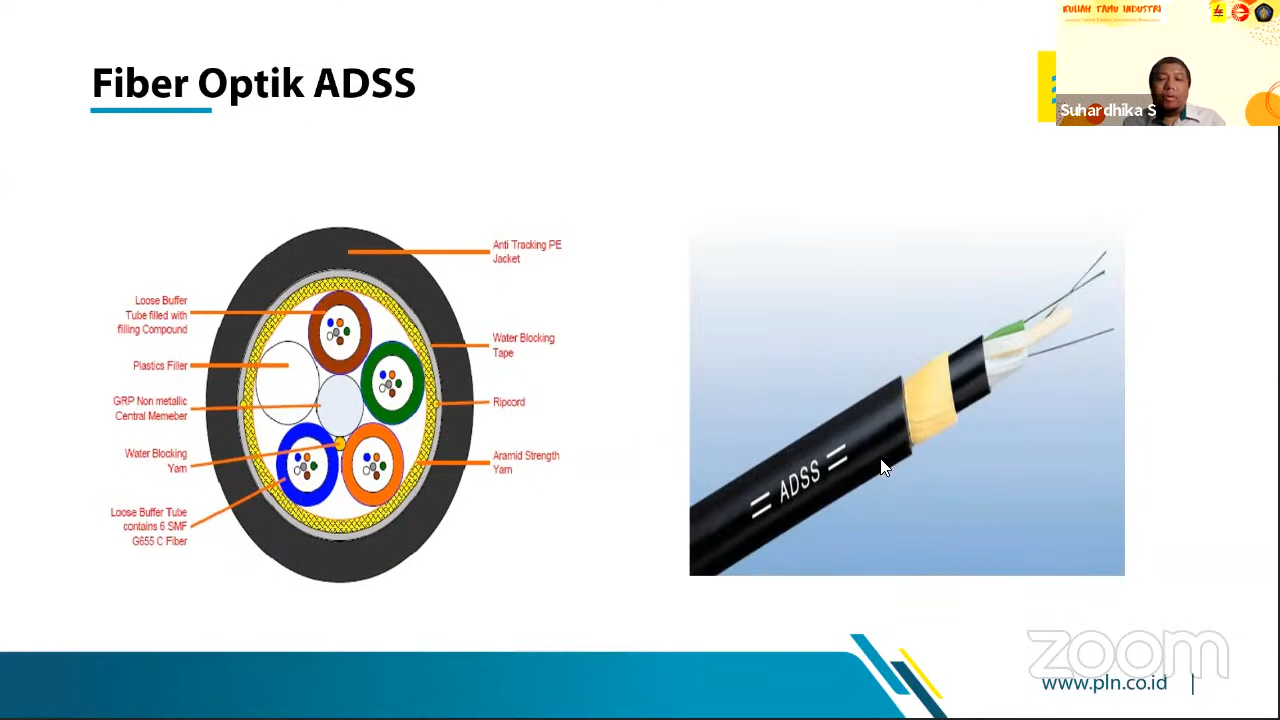 KULIAH TAMU INDUSTRI
Fiber Optik ADSS
Suhardhika S
Anti Tracking PE
Jacket
Loose Buffer
Tube filled with
filling Compound
Water Blocking
Tape
Plastics Filler
GRP Non metallic
Central Memeber
Ripcord
Water Blocking
Yarn
Aramid Strength
Yarn
Loose Buffer Tube
contains 6 SMF
G655 C Fiber
= ADSS =
zoom
www.pln.co.id |